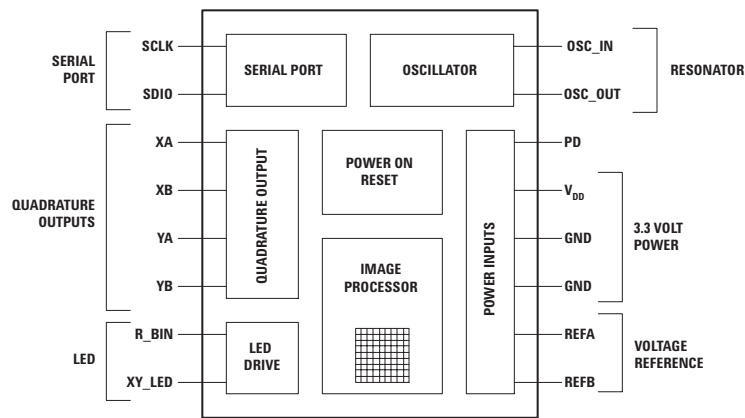 SERIAL
PORT
SCLK
SDIO
SERIAL PORT
OSCILLATOR
OSC_IN
OSC_OUT
RESONATOR
QUADRATURE
OUTPUTS
XA
XB
YA
YB
QUADRATURE OUTPUT
POWER ON
RESET
IMAGE
PROCESSOR
POWER INPUTS
PD
VDD
GND
GND
3.3 VOLT
POWER
LED
R_BIN
XY_LED
LED
DRIVE
REFA
REFB
VOLTAGE
REFERENCE